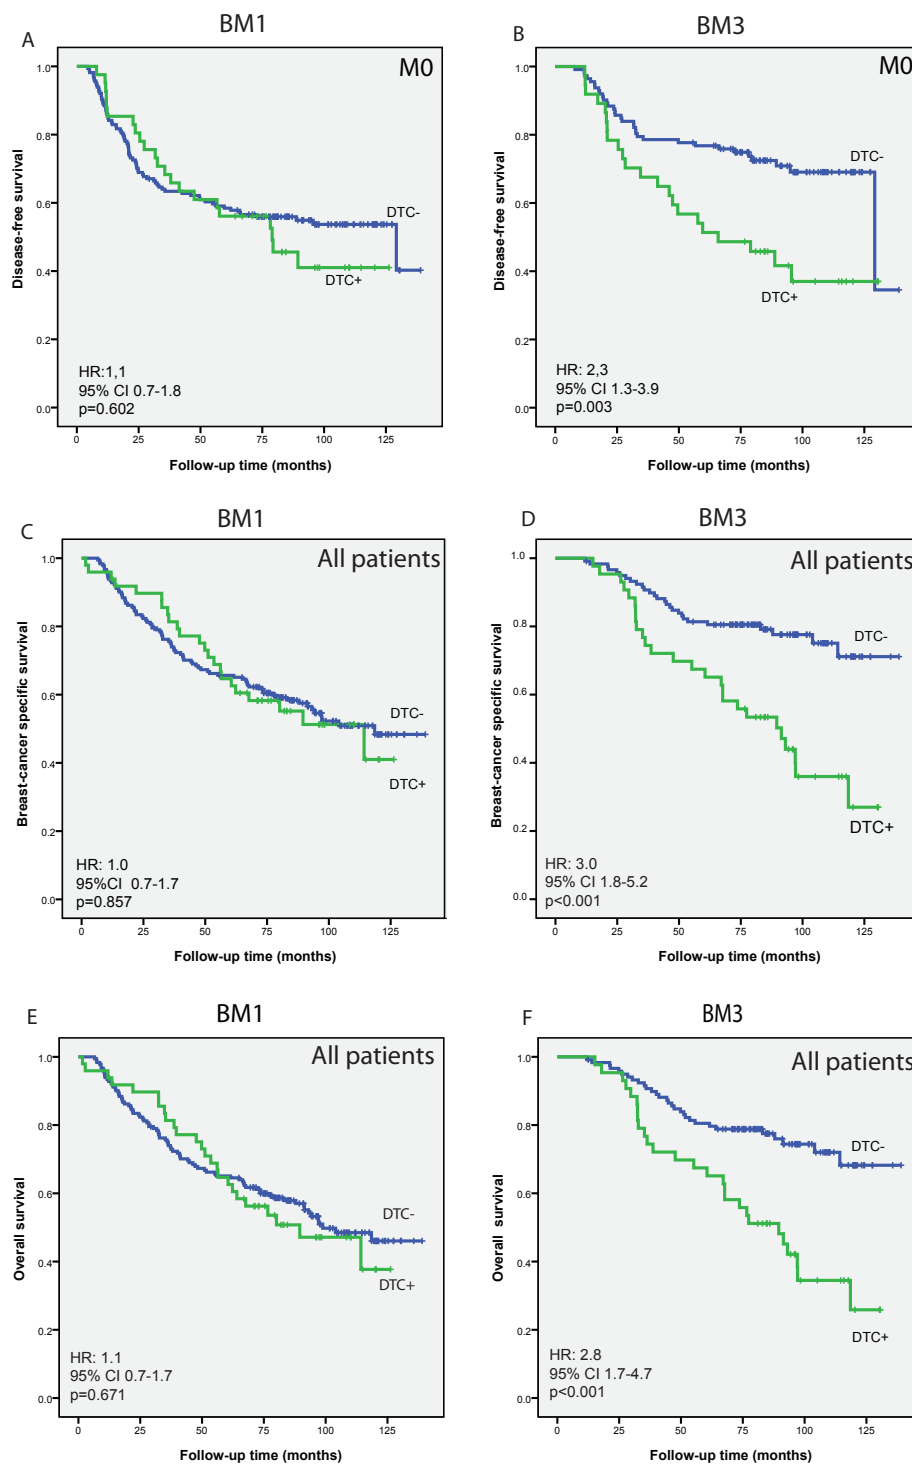 BM1
A
M0
1.0
0.8
0.6
0.4
0.2
0.0
Disease-free survival
DTC-
DTC+
HR:1,1
95% CI 0.7-1.8
p=0.602
0 25 50 75 100 125
Follow-up time (months)
BM3
B
M0
1.0
0.8
0.6
0.4
0.2
0.0
Disease-free survival
DTC-
DTC+
HR: 2,3
95% CI 1.3-3.9
p=0.003
0 25 50 75 100 125
Follow-up time (months)
BM1
C
All patients
1.0
0.8
0.6
0.4
0.2
0.0
Breast-cancer specific survival
DTC-
DTC+
HR: 1.0
95%CI 0.7-1.7
p=0.857
0 25 50 75 100 125
Follow-up time (months)
D
BM3
All patients
1.0
0.8
0.6
0.4
0.2
0.0
Breast-cancer specific survival
DTC-
DTC+
HR: 3.0
95% CI 1.8-5.2
p<0.001
0 25 50 75 100 125
Follow-up time (months)
E
BM1
All patients
1.0
0.8
0.6
0.4
0.2
0.0
Overall survival
DTC-
DTC+
HR: 1.1
95% CI 0.7-1.7
p=0.671
0 25 50 75 100 125
Follow-up time (months)
F
BM3
All patients
1.0
0.8
0.6
0.4
0.2
0.0
Overall survival
DTC-
DTC+
HR: 2.8
95% CI 1.7-4.7
p<0.001
0 25 50 75 100 125
Follow-up time (months)